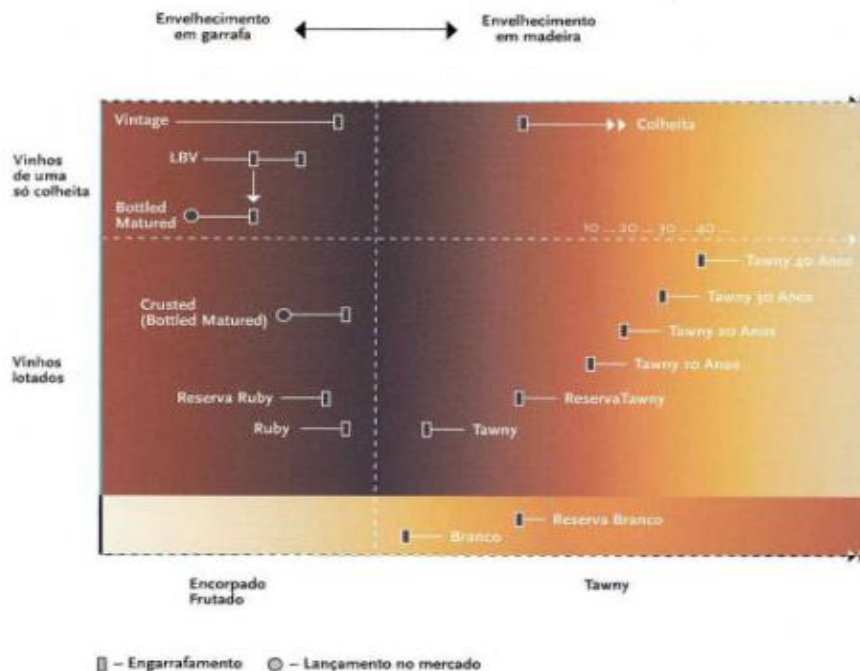 Envelhecimento
em garrafa
Envelhecimento
em madeira
Vintage
Colheita
LBV
Vinhos
de uma
só colheita
Bottled
Matured
10 ... 20 ... 30 ... 40 ...
Tawny 40 Anos
Tawny 30 Anos
Crusted
(Bottled Matured)
Tawny 20 Anos
Vinhos
lotados
Tawny 10 Anos
Reserva Ruby
ReservaTawny
Ruby
Tawny
Reserva Branco
Branco
Encorpado
Frutado
Tawny
– Engarrafamento
– Lançamento no mercado